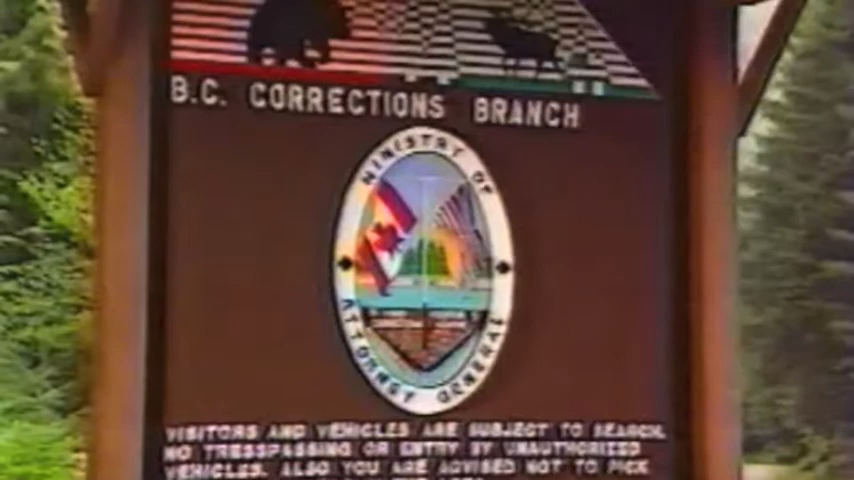 B.C. CORRECTIONS BRANCH
MINISTRY OF
ATTORNEY GENERAL
VISITORS AND VEHICLES ARE SUBJECT TO SEARCH.
NO TRESSPASSING OR ENTRY BY UNAUTHORIZED
VEHICLES. ALSO YOU ARE ADVISED NOT TO PICK